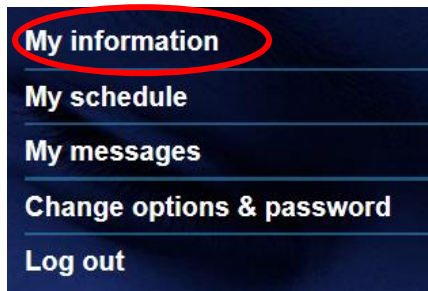 My information
My schedule
My messages
Change options & password
Log out